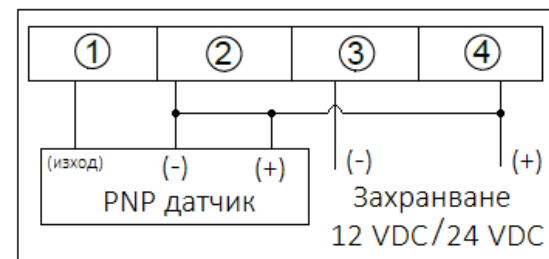 1 2 3 4
(изход) (-) (+) (-) (+)
PNP датчик
Захранване
12 VDC/24 VDC